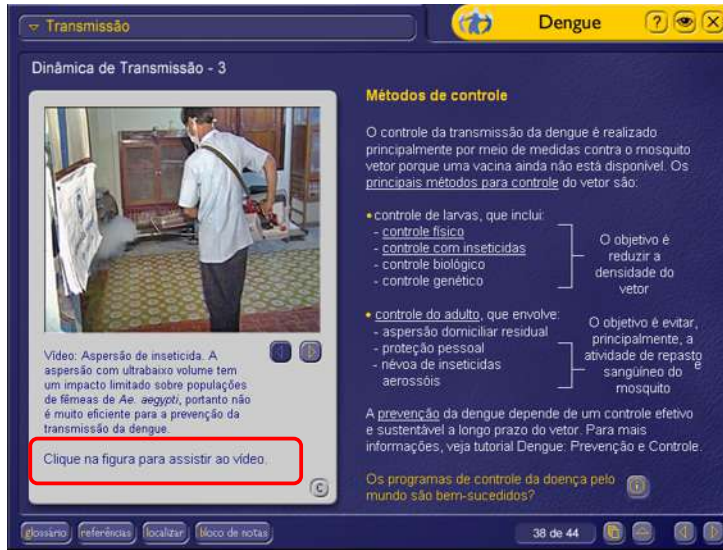 Transmissão
Dengue
?
X
Dinâmica de Transmissão - 3
Vídeo: Aspersão de inseticida. A
aspersão com ultrabaixo volume tem
um impacto limitado sobre populações
de fêmeas de Ae. aegypti, portanto não
é muito eficiente para a prevenção da
transmissão da dengue.
Clique na figura para assistir ao vídeo.
C
Métodos de controle
O controle da transmissão da dengue é realizado
principalmente por meio de medidas contra o mosquito
vetor porque uma vacina ainda não está disponível. Os
principais métodos para controle do vetor são:
• controle de larvas, que inclui:
- controle físico
- controle com inseticidas
- controle biológico
- controle genético
O objetivo é
reduzir a
densidade do
vetor
• controle do adulto, que envolve:
- aspersão domiciliar residual
- proteção pessoal
- névoa de inseticidas
aerossóis
O objetivo é evitar,
principalmente, a
atividade de repasto
e
sangüíneo do
mosquito
A prevenção da dengue depende de um controle efetivo
e sustentável a longo prazo do vetor. Para mais
informações, veja tutorial Dengue: Prevenção e Controle.
Os programas de controle da doença pelo
mundo são bem-sucedidos?
glossário
referências
localizar
bloco de notas
38 de 44